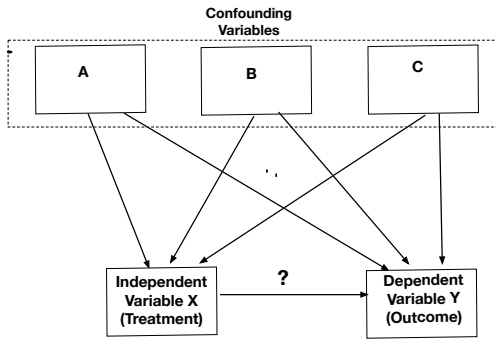 Confounding
Variables
A
B
C
Independent
Variable X
(Treatment)
?
Dependent
Variable Y
(Outcome)